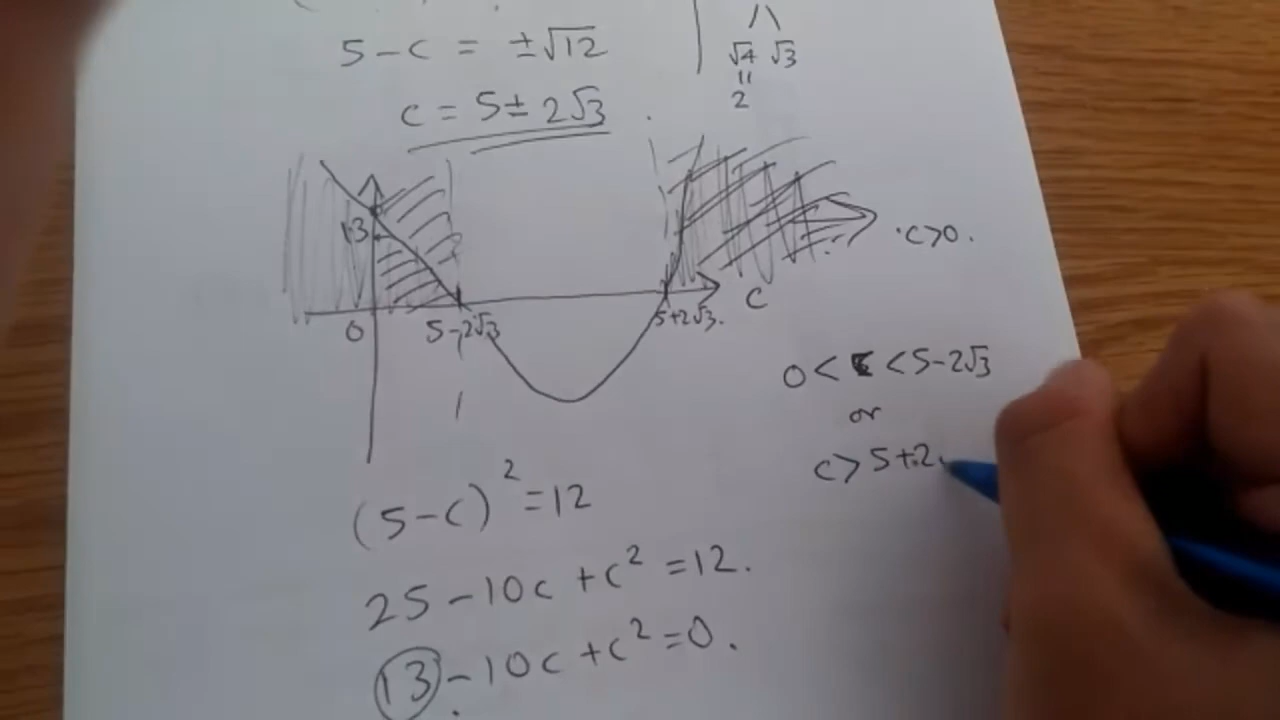 5-c = ±√12
√4 √3
=
2
c = 5±2√3 .
13
c>0.
0
5-2√3
5+2√3.
c
0< c <5-2√3
or
c> 5+2
(5-c)²=12
25-10c+c²=12.
13-10c+c²=0.